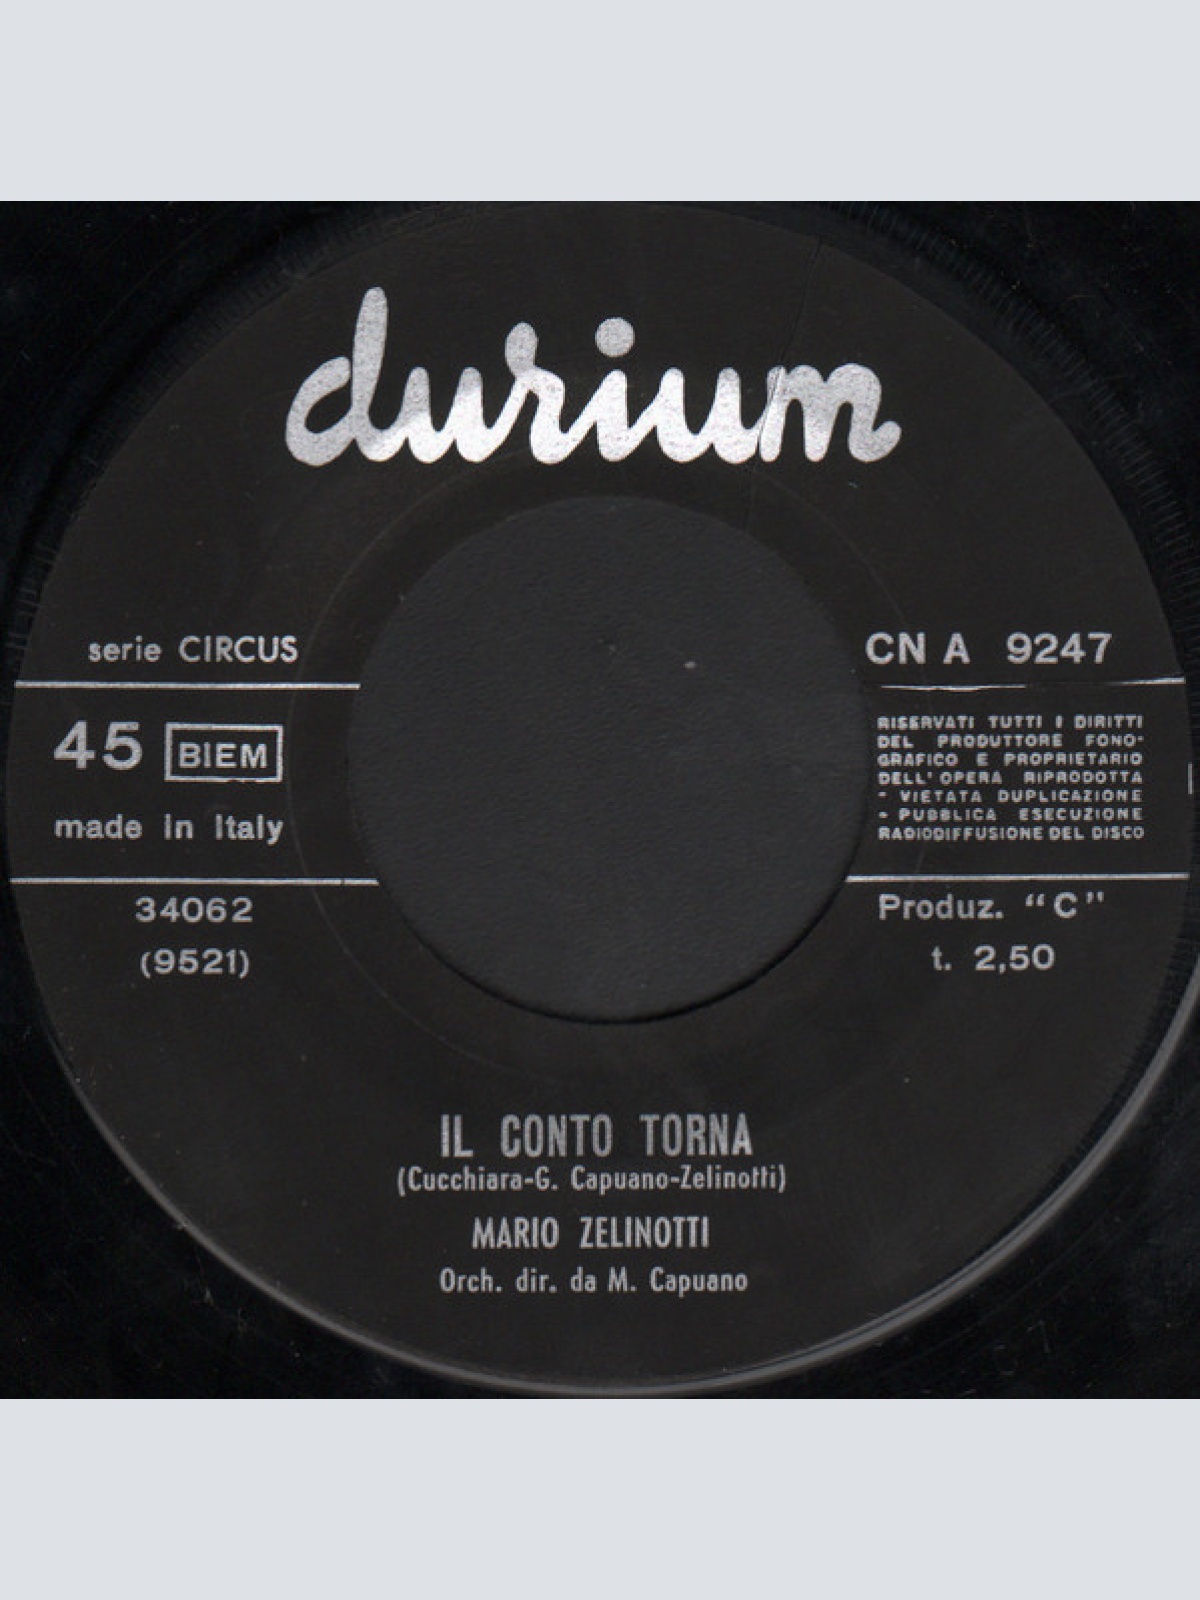 durium
serie CIRCUS
CN A 9247
45 BIEM
made in Italy
RISERVATI TUTTI I DIRITTI
DEL PRODUTTORE FONO-
GRAFICO E PROPRIETARIO
DELL'OPERA RIPRODOTTA
- VIETATA DUPLICAZIONE
- PUBBLICA ESECUZIONE
RADIODIFFUSIONE DEL DISCO
34062
(9521)
Produz. "C"
t. 2,50
IL CONTO TORNA
(Cucchiara-G. Capuano-Zelinotti)
MARIO ZELINOTTI
Orch. dir. da M. Capuano